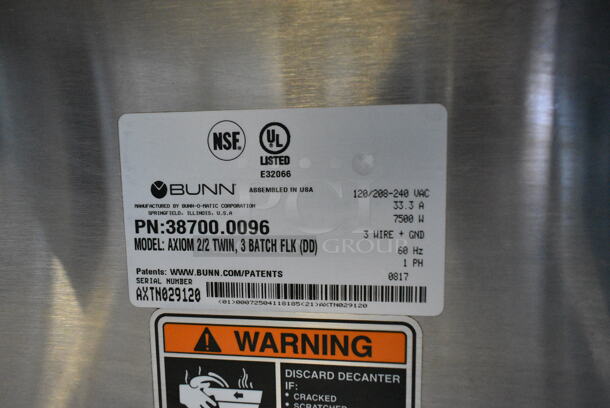 NSF.
UL
LISTED
E32066
BUNN ASSEMBLED IN USA
MANUFACTURED BY BUNN-O-MATIC CORPORATION
SPRINGFIELD, ILLINOIS, U.S.A
PN:38700.0096
MODEL: AXIOM 2/2 TWIN, 3 BATCH FLK (DD)
120/208-240 VAC
33.3 A
7500 W
3 WIRE + GND
60 Hz
1 PH
0817
Patents: WWW.BUNN.COM/PATENTS
SERIAL NUMBER
AXTN029120
(01)00072504118185(21)AXTN029120
PCI
GROUP
WARNING
DISCARD DECANTER
IF:
• CRACKED
• SCRATCHED